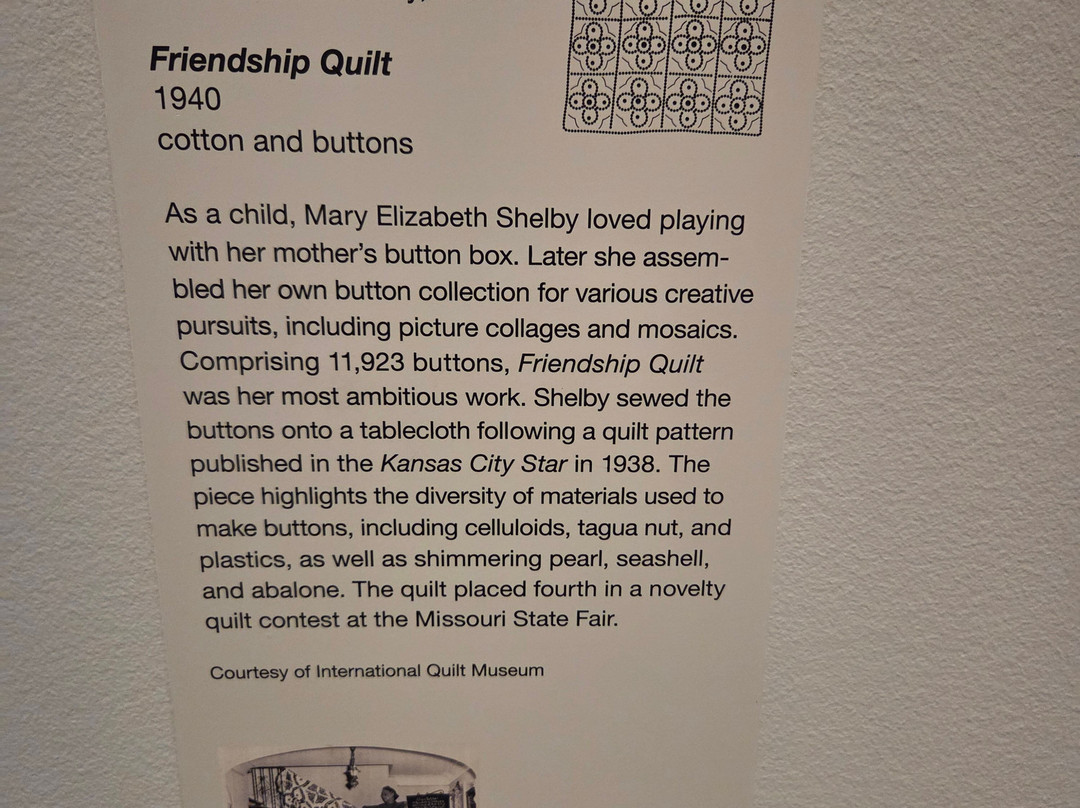 Friendship Quilt
1940
cotton and buttons
As a child, Mary Elizabeth Shelby loved playing
with her mother's button box. Later she assem-
bled her own button collection for various creative
pursuits, including picture collages and mosaics.
Comprising 11,923 buttons, Friendship Quilt
was her most ambitious work. Shelby sewed the
buttons onto a tablecloth following a quilt pattern
published in the Kansas City Star in 1938. The
piece highlights the diversity of materials used to
make buttons, including celluloids, tagua nut, and
plastics, as well as shimmering pearl, seashell,
and abalone. The quilt placed fourth in a novelty
quilt contest at the Missouri State Fair.
Courtesy of International Quilt Museum